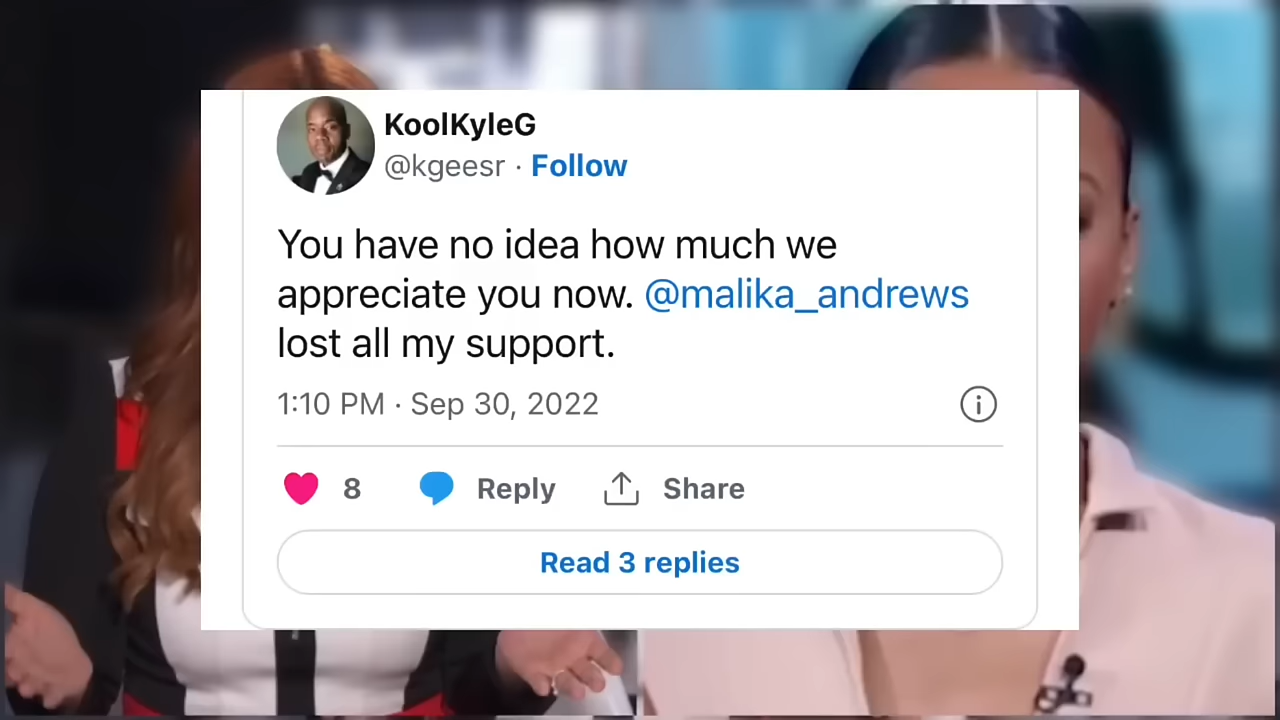 KoolKyleG
@kgeesr · Follow
You have no idea how much we
appreciate you now. @malika_andrews
lost all my support.
1:10 PM · Sep 30, 2022
8 Reply Share
Read 3 replies